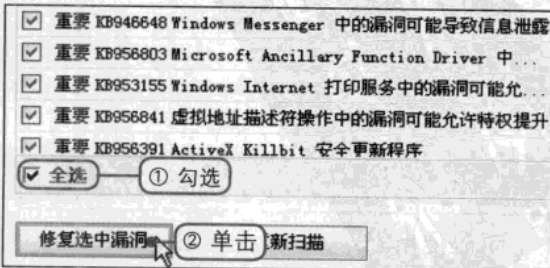 重要 KB946648 Windows Messenger 中的漏洞可能导致信息泄露
重要 KB956803 Microsoft Ancillary Function Driver 中...
重要 KB953155 Windows Internet 打印服务中的漏洞可能允...
重要 KB956841 虚拟地址描述符操作中的漏洞可能允许特权提升
重要 KB956391 ActiveX Killbit 安全更新程序
全选 ① 勾选
修复选中漏洞 ② 单击 新扫描